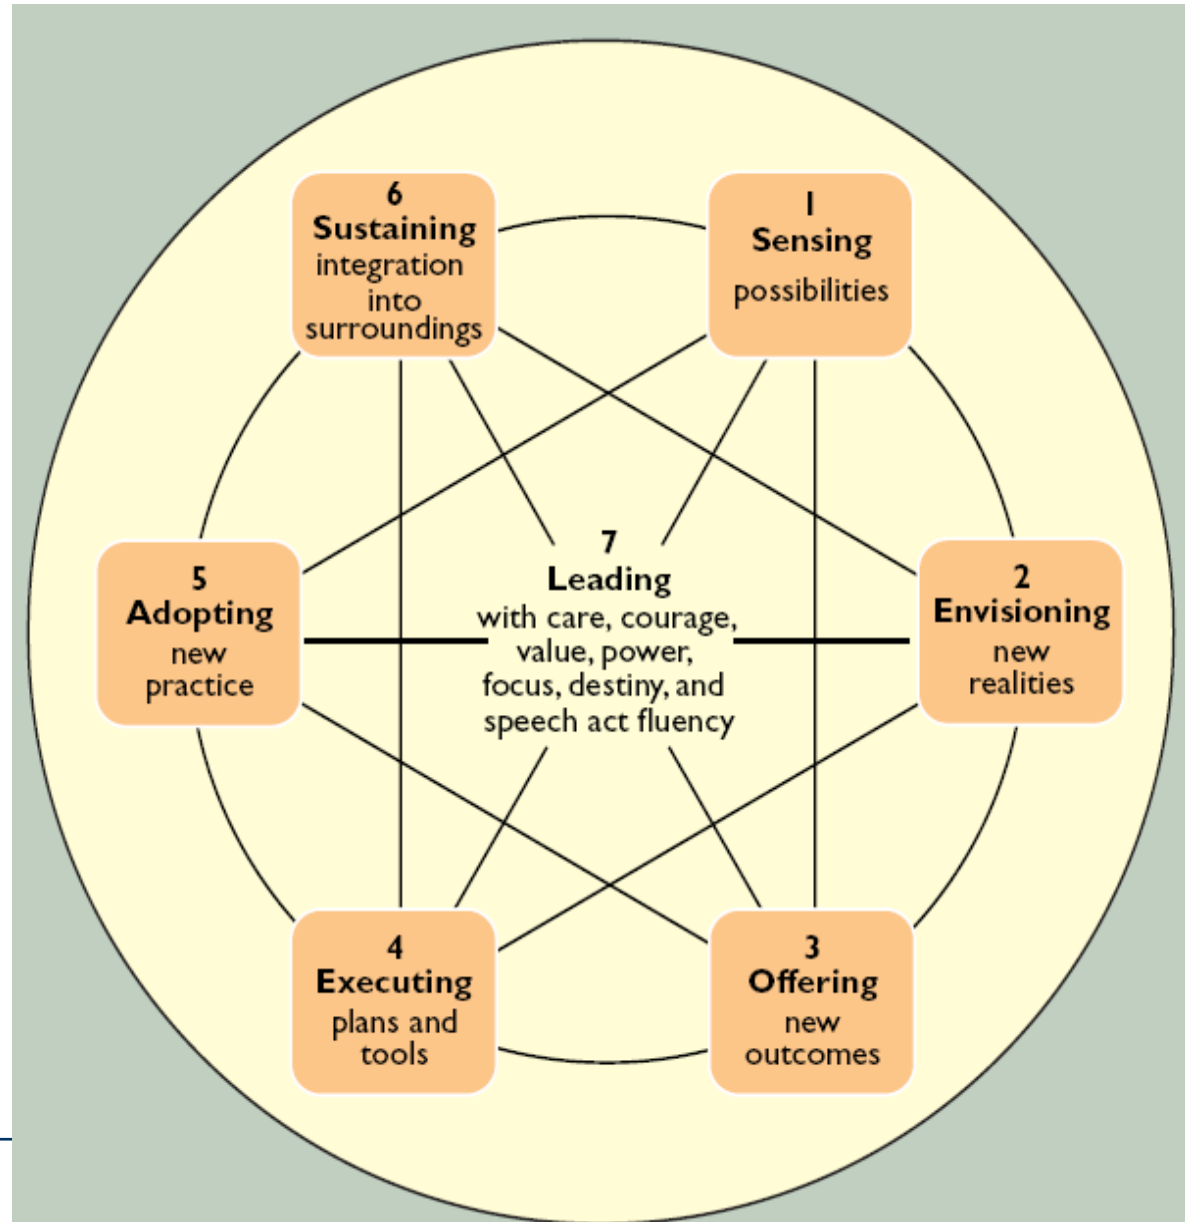 1
Sensing
possibilities
2
Envisioning
new
realities
3
Offering
new
outcomes
4
Executing
plans and
tools
5
Adopting
new
practice
6
Sustaining
integration
into
surroundings
7
Leading
with care, courage,
value, power,
focus, destiny, and
speech act fluency